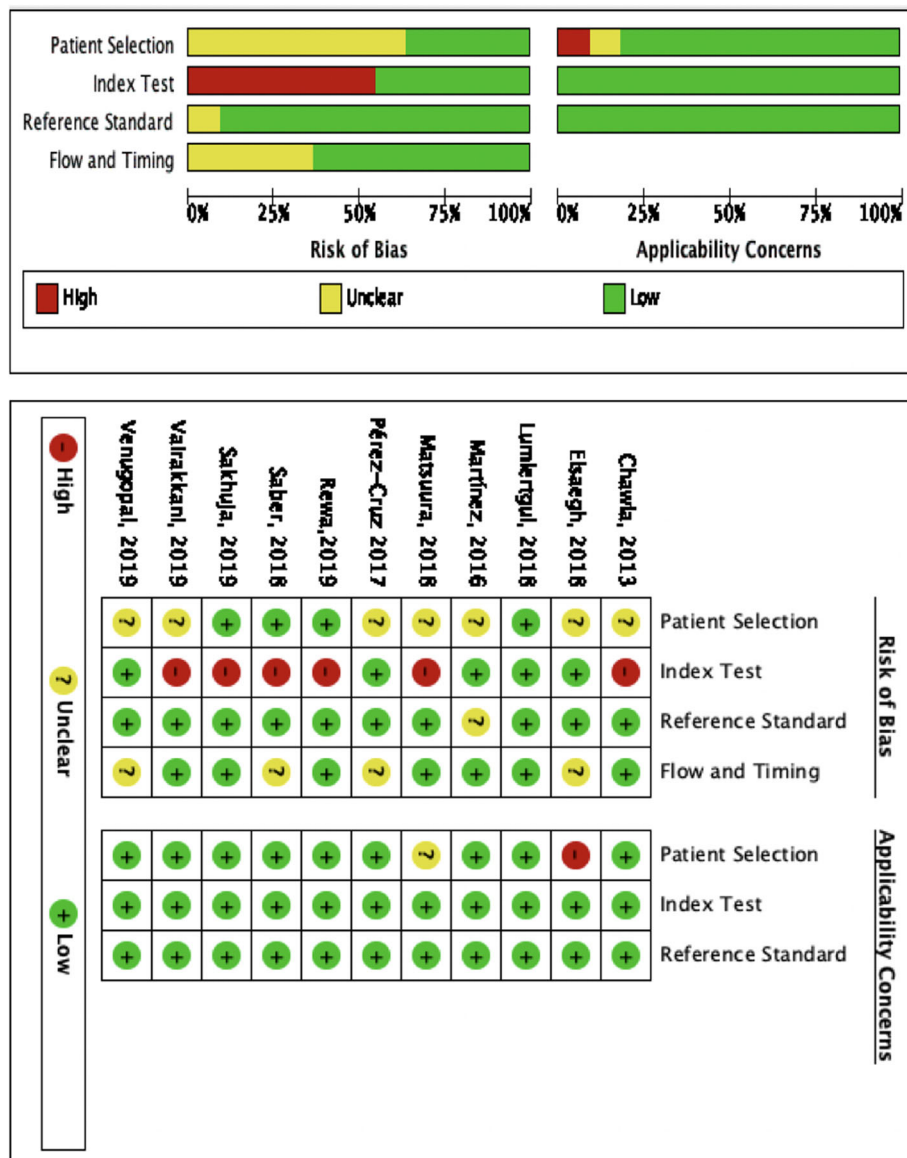 Patient Selection
Index Test
Reference Standard
Flow and Timing
0% 25% 50% 75% 100%
0% 25% 50% 75% 100%
Risk of Bias
Applicability Concerns
High Unclear Low
Venugopal, 2019
Vairakkani, 2019
Sakhuja, 2019
Saber, 2018
Rewa,2019
Pérez-Cruz 2017
Matsuura, 2018
Martínez, 2016
Lumlertgul, 2018
Elsaegh, 2018
Chawla, 2013
Risk of Bias
? ? + + + ? ? ? + ? ? Patient Selection
+ - - - - + - + + + - Index Test
+ + + + + + + ? + + + Reference Standard
? + + ? + ? + + + ? + Flow and Timing
Applicability Concerns
+ + + + + + ? + + - + Patient Selection
+ + + + + + + + + + + Index Test
+ + + + + + + + + + + Reference Standard
- High
? Unclear
+ Low